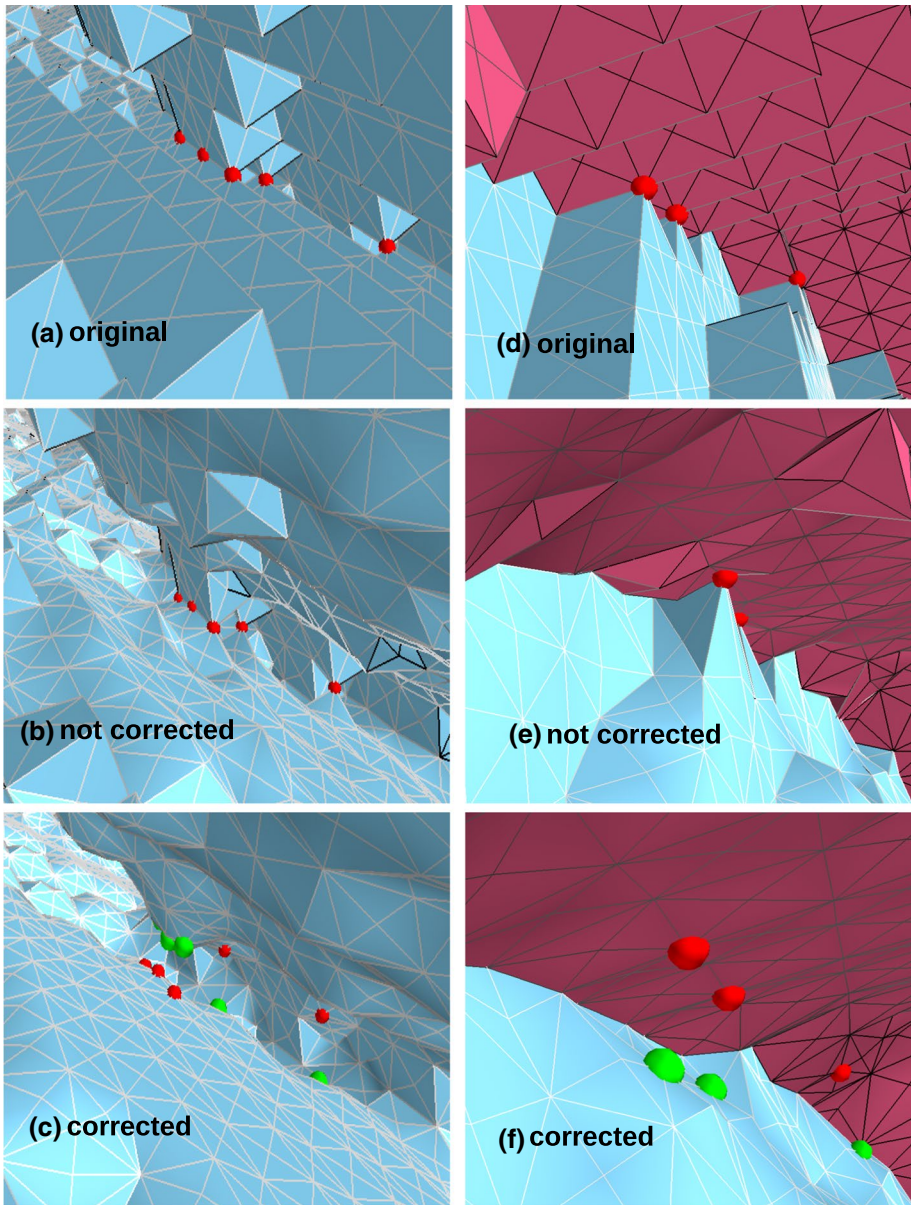 (a) original
(d) original
(b) not corrected
(e) not corrected
(c) corrected
(f) corrected